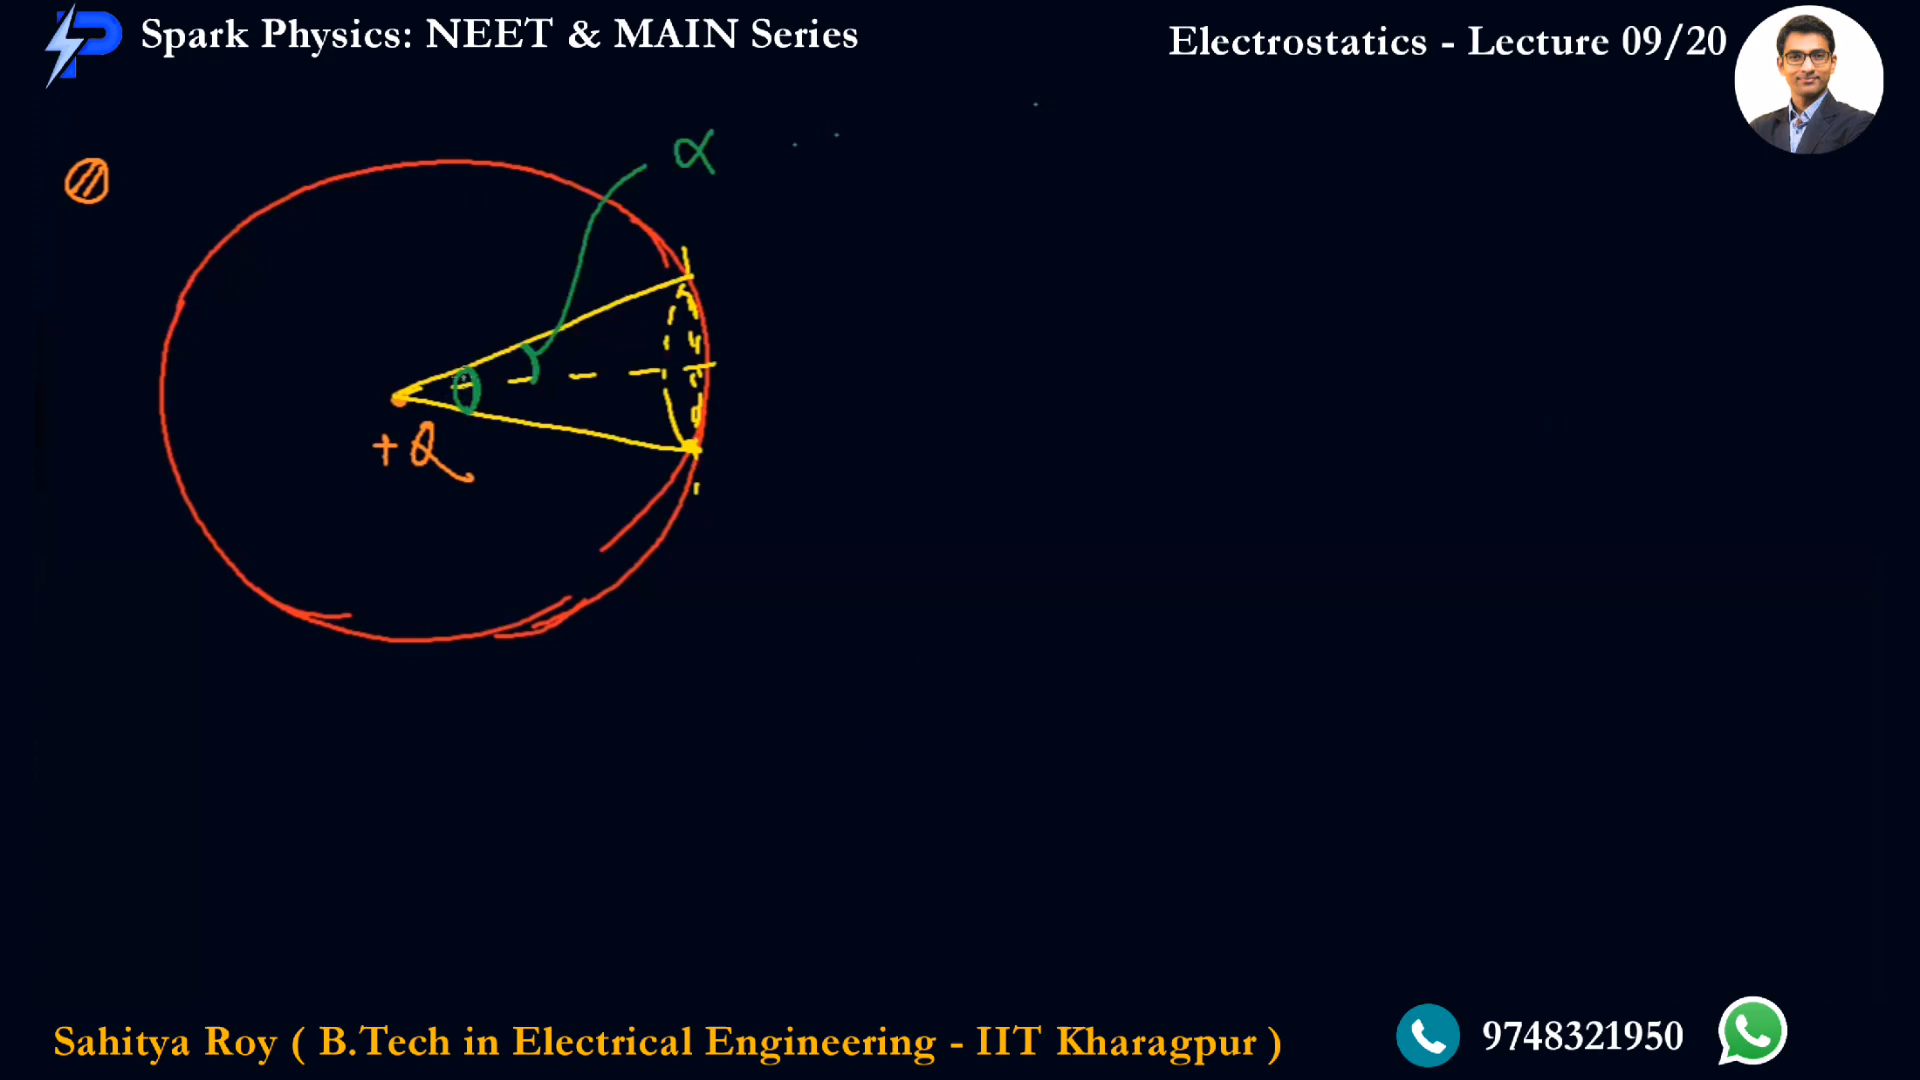 Spark Physics: NEET & MAIN Series
Electrostatics - Lecture 09/20
α
+Q
Sahitya Roy ( B.Tech in Electrical Engineering - IIT Kharagpur )
9748321950